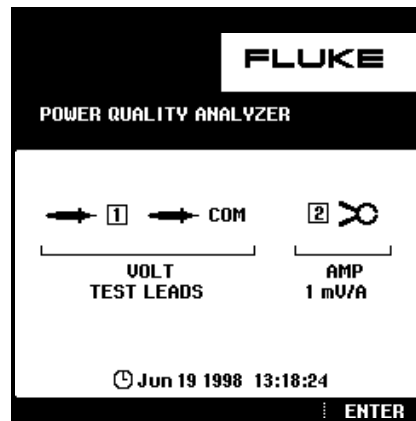 FLUKE
POWER QUALITY ANALYZER
1 COM 2
VOLT AMP
TEST LEADS 1 mV/A
Jun 19 1998 13:18:24
ENTER